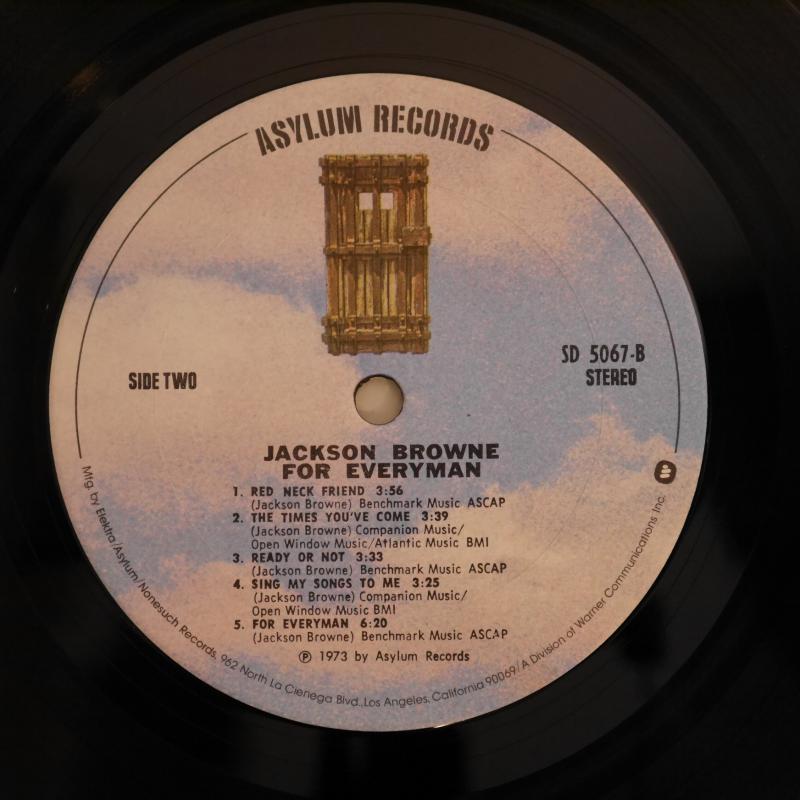 ASYLUM RECORDS
SIDE TWO
SD 5067-B
STEREO
JACKSON BROWNE
FOR EVERYMAN
1. RED NECK FRIEND 3:56
(Jackson Browne) Benchmark Music ASCAP
2. THE TIMES YOU'VE COME 3:39
(Jackson Browne) Companion Music/
Open Window Music/Atlantic Music BMI
3. READY OR NOT 3:33
(Jackson Browne) Benchmark Music ASCAP
4. SING MY SONGS TO ME 3:25
(Jackson Browne) Companion Music/
Open Window Music BMI
5. FOR EVERYMAN 6:20
(Jackson Browne) Benchmark Music ASCAP
℗ 1973 by Asylum Records
Mfg. by Elektra/Asylum/Nonesuch Records, 962 North La Cienega Blvd., Los Angeles, California 90069/A Division of Warner Communications Inc.